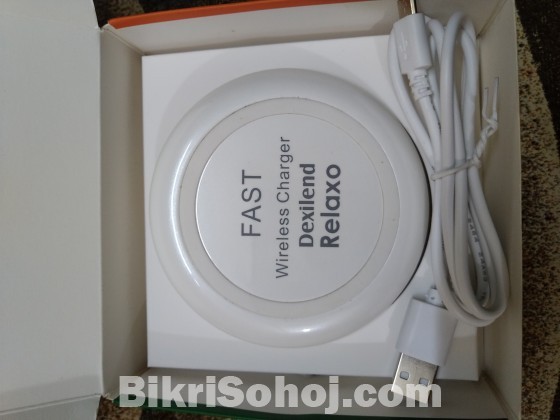 FAST
Wireless Charger
Dexilend
Relaxo
BikriSohoj.com